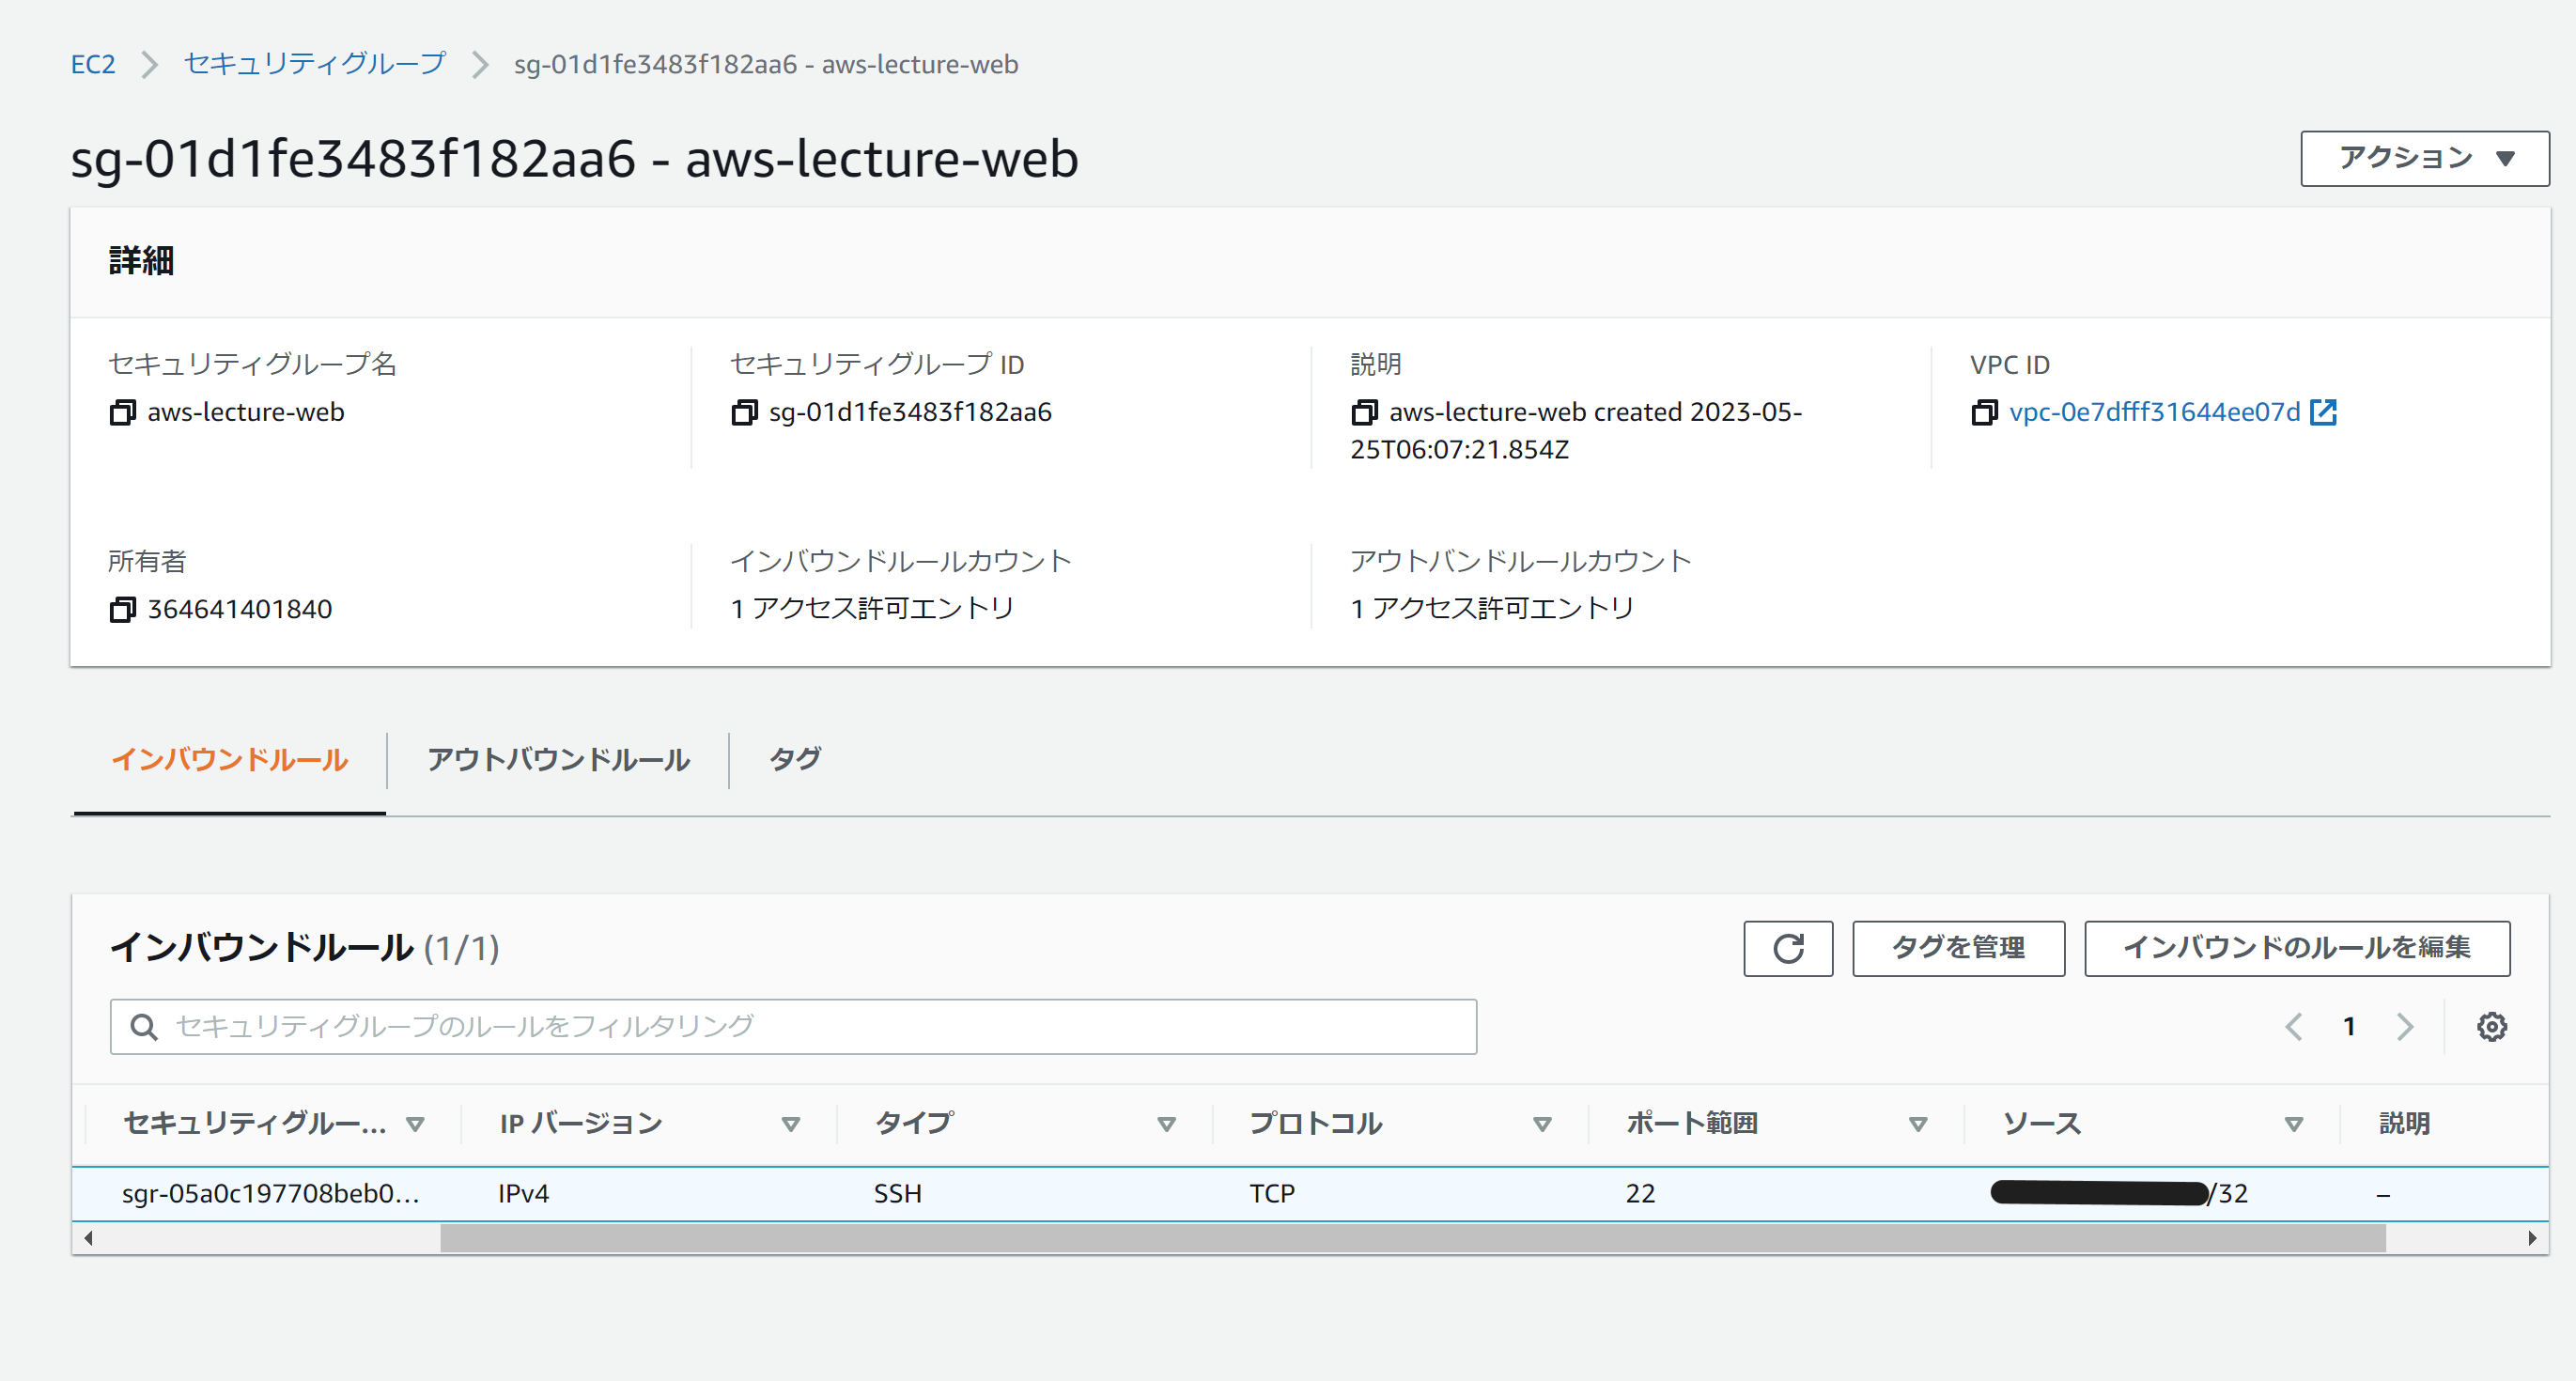 EC2 セキュリティグループ sg-01d1fe3483f182aa6 - aws-lecture-web
sg-01d1fe3483f182aa6 - aws-lecture-web
アクション
詳細
セキュリティグループ名 セキュリティグループ ID 説明 VPC ID
aws-lecture-web sg-01d1fe3483f182aa6 aws-lecture-web created 2023-05- vpc-0e7dfff31644ee07d
25T06:07:21.854Z
所有者 インバウンドルールカウント アウトバンドルールカウント
364641401840 1 アクセス許可エントリ 1 アクセス許可エントリ
インバウンドルール アウトバウンドルール タグ
インバウンドルール (1/1) タグを管理 インバウンドのルールを編集
セキュリティグループのルールをフィルタリング 1
セキュリティグルー... IP バージョン タイプ プロトコル ポート範囲 ソース 説明
sgr-05a0c197708beb0... IPv4 SSH TCP 22 /32 –